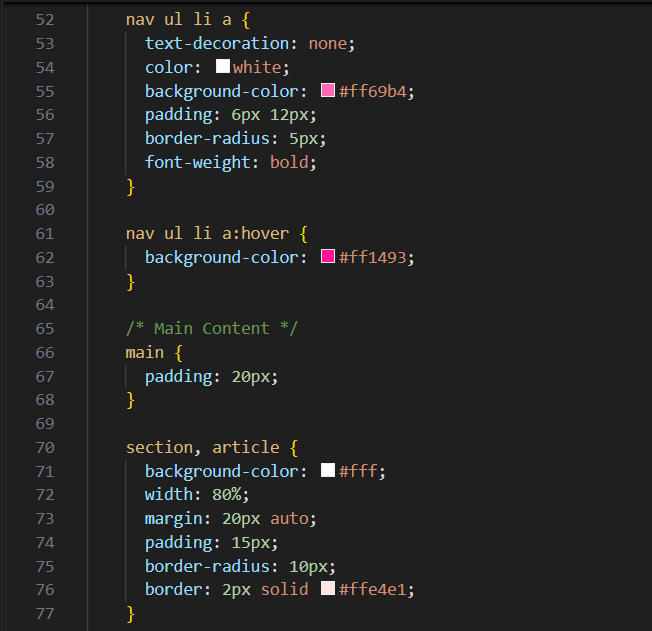 52 nav ul li a {
53 text-decoration: none;
54 color: white;
55 background-color: #ff69b4;
56 padding: 6px 12px;
57 border-radius: 5px;
58 font-weight: bold;
59 }
60
61 nav ul li a:hover {
62 background-color: #ff1493;
63 }
64
65 /* Main Content */
66 main {
67 padding: 20px;
68 }
69
70 section, article {
71 background-color: #fff;
72 width: 80%;
73 margin: 20px auto;
74 padding: 15px;
75 border-radius: 10px;
76 border: 2px solid #ffe4e1;
77 }